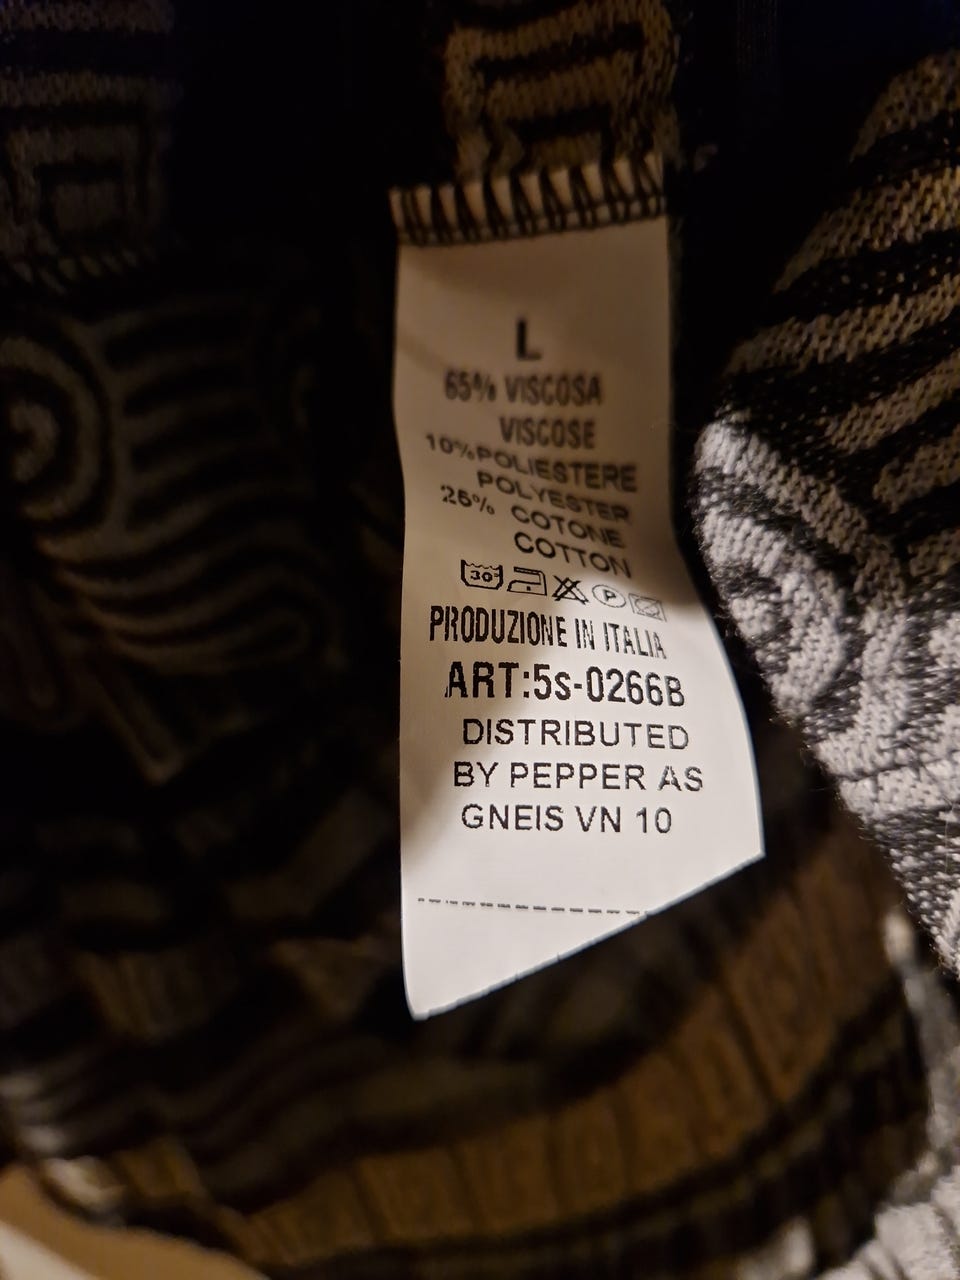 L
65% VISCOSA
VISCOSE
10%POLIESTERE
POLYESTER
25% COTONE
COTTON
30° P
PRODUZIONE IN ITALIA
ART:5s-0266B
DISTRIBUTED
BY PEPPER AS
GNEIS VN 10